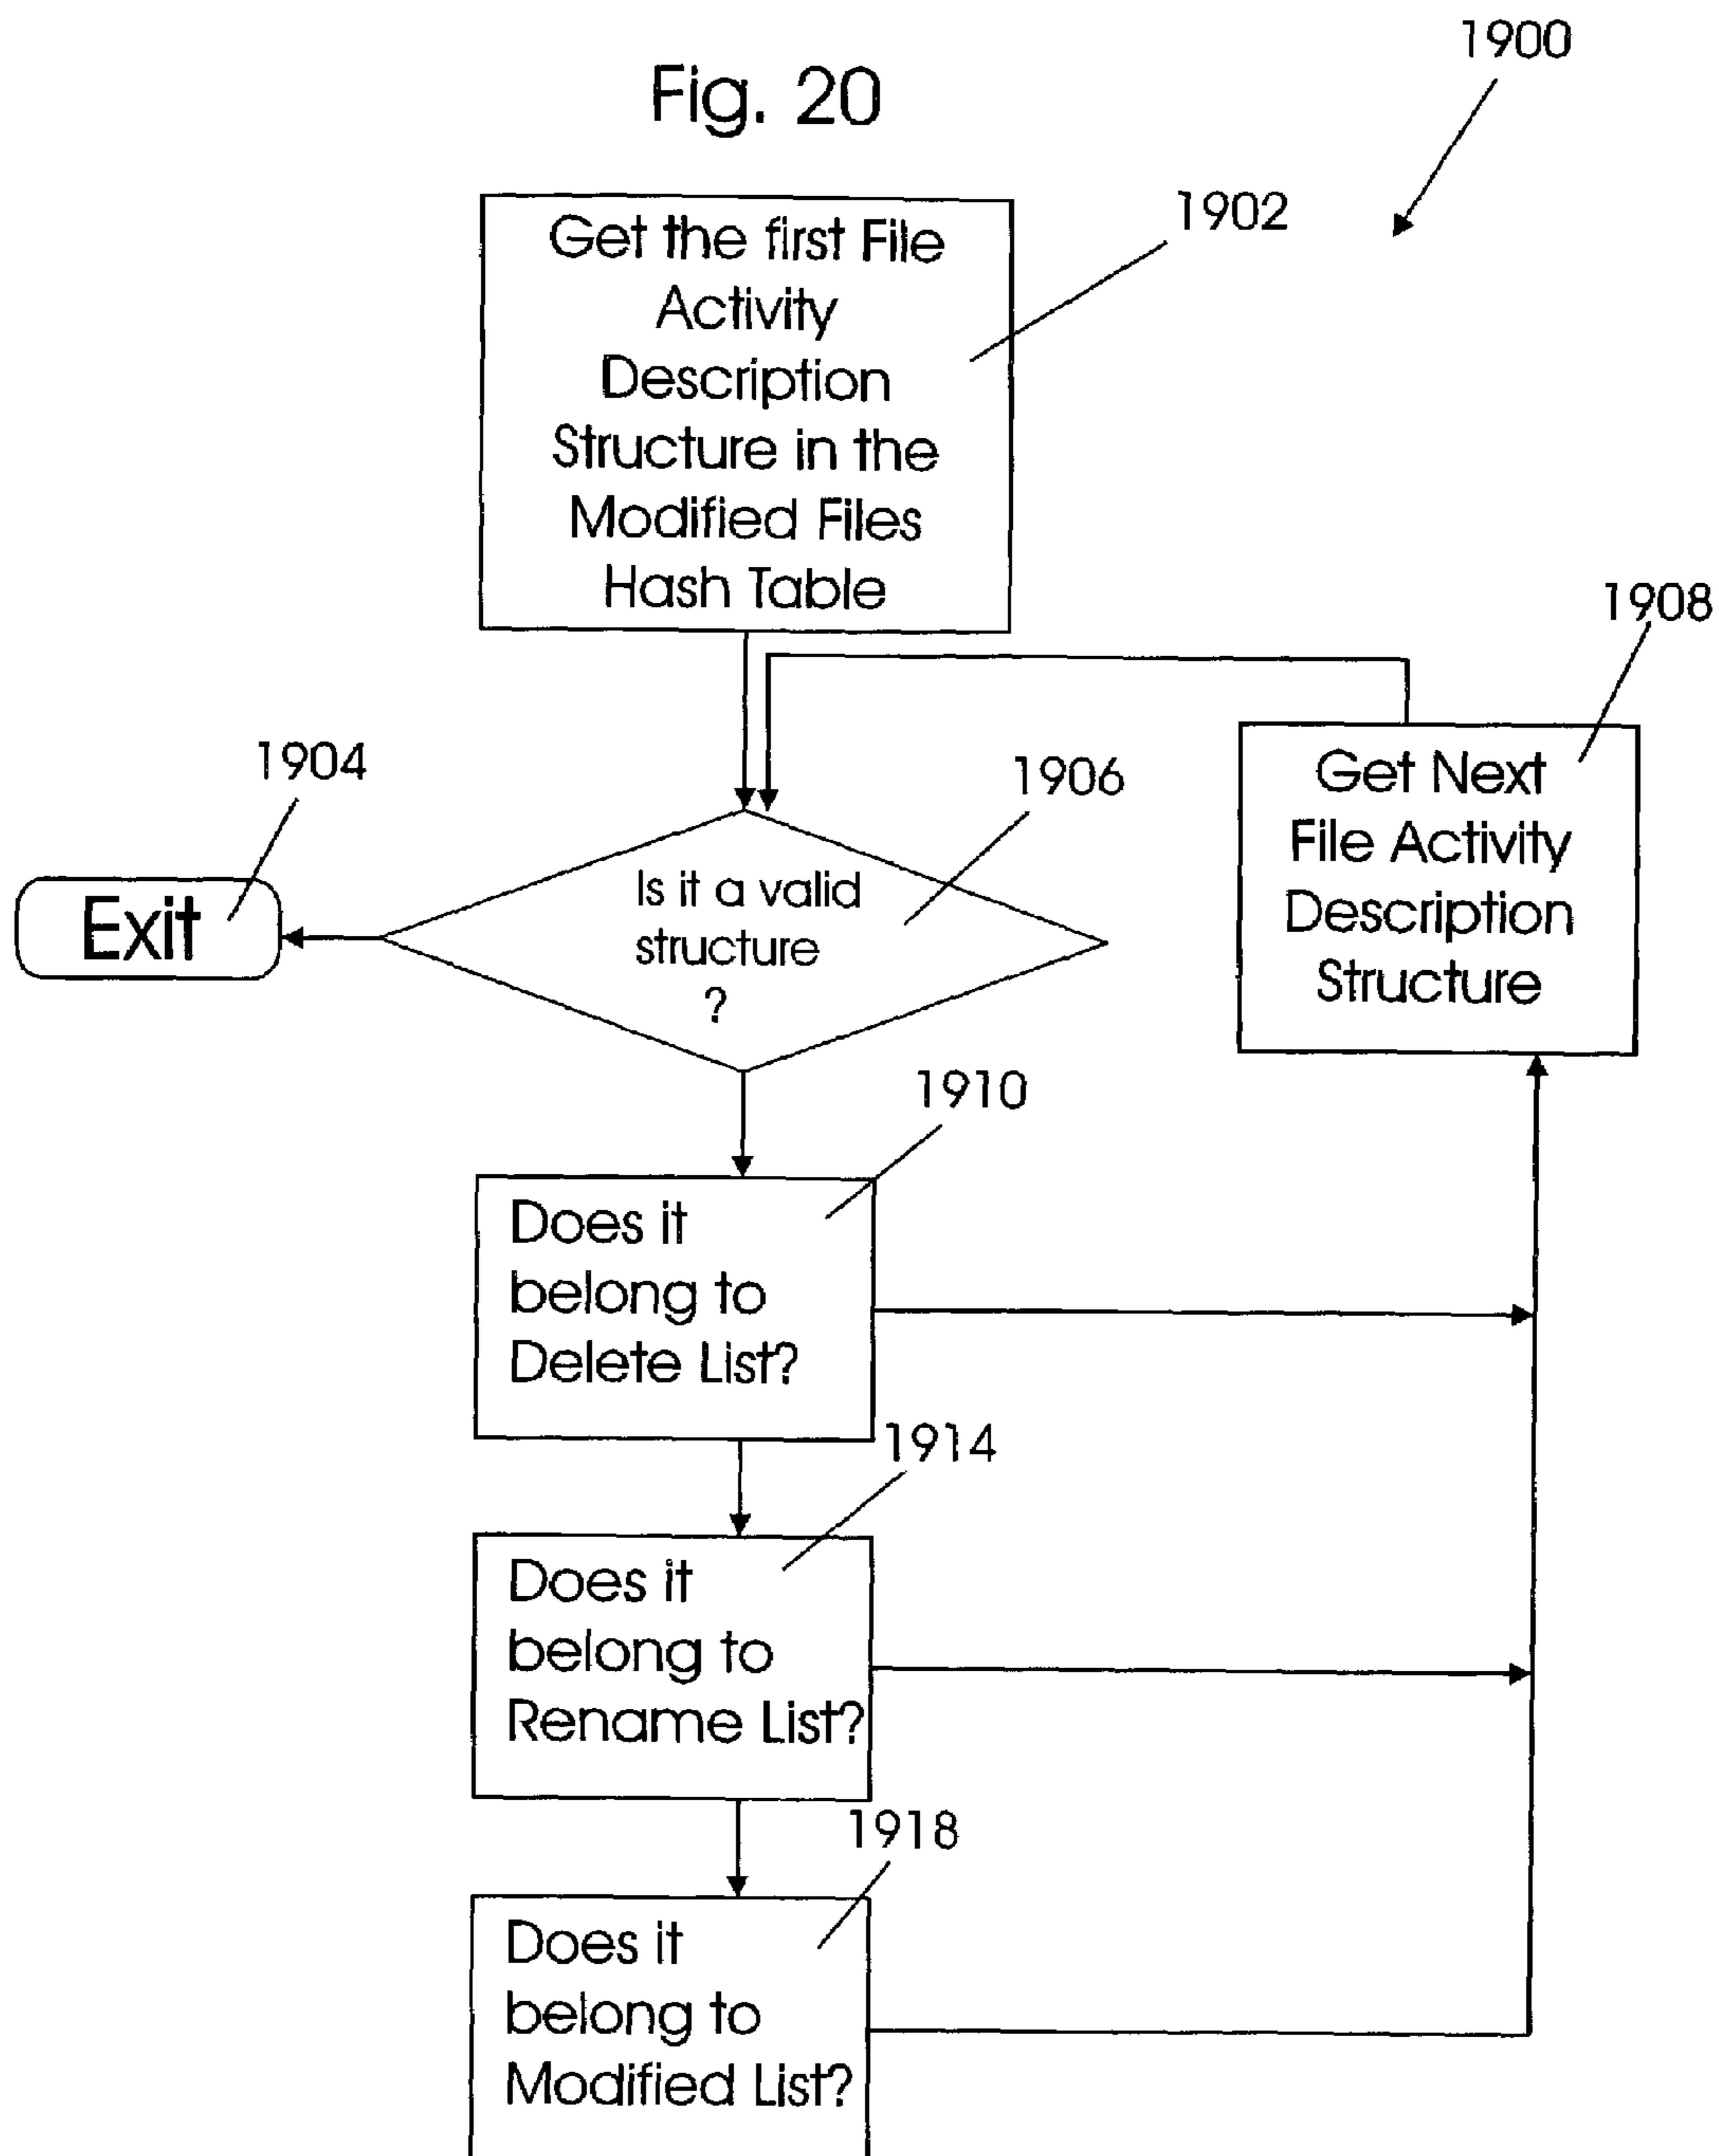 1900
Fig. 20
1902
Get the first File
Activity
Description
Structure in the
Modified Files
Hash Table
1908
Get Next
File Activity
Description
Structure
1904
Exit
1906
Is it a valid
structure
?
1910
Does it
belong to
Delete List?
1914
Does it
belong to
Rename List?
1918
Does it
belong to
Modified List?